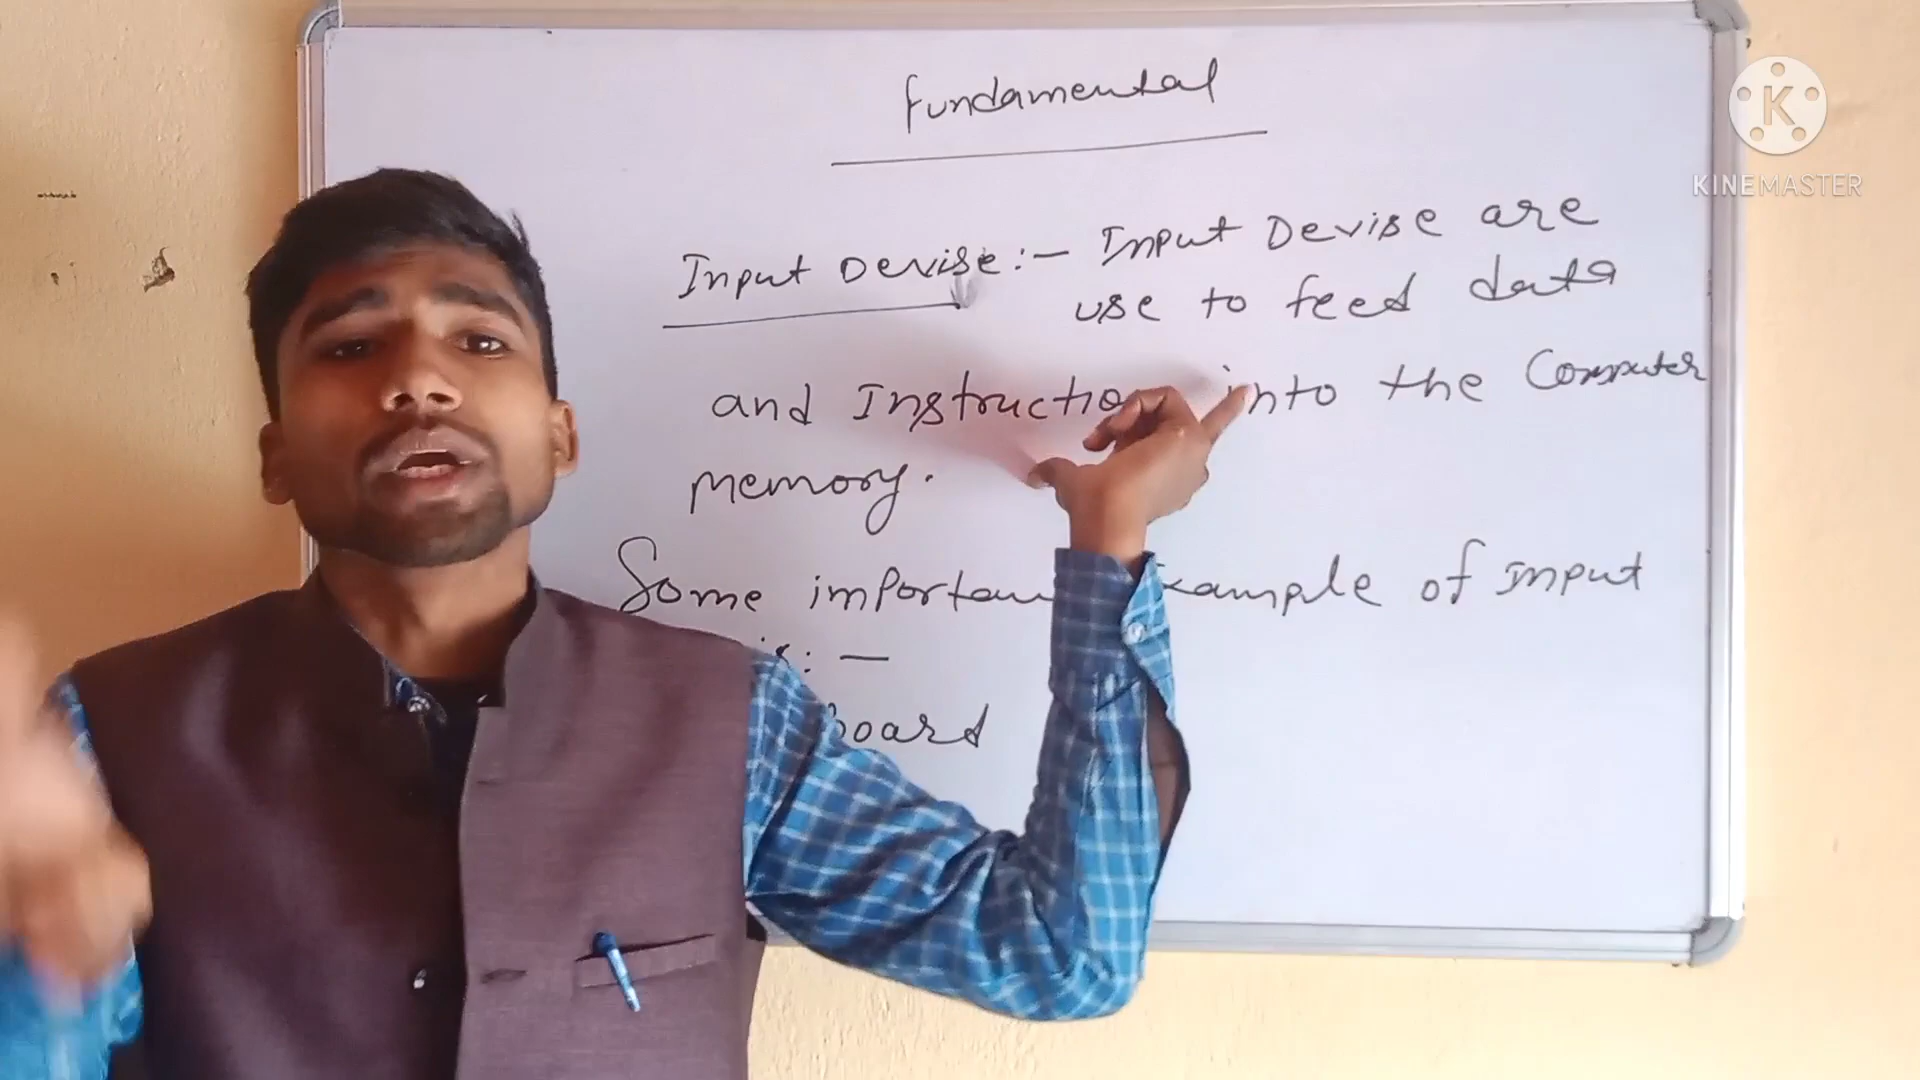 Fundamental
Input Devise :- Input Devise are
use to feed data
and Instruction into the Computer
memory.
Some important Example of Input
is: —
board
KINEMASTER